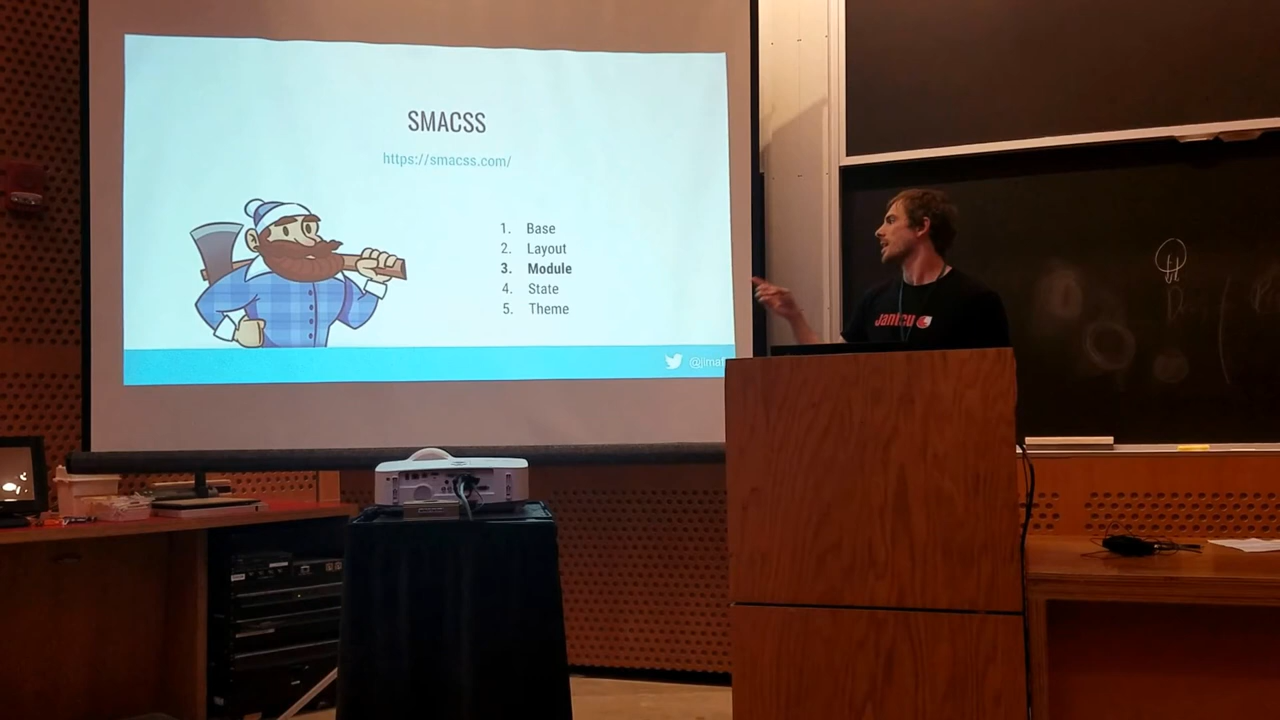 SMACSS
https://smacss.com/
1. Base
2. Layout
3. Module
4. State
5. Theme